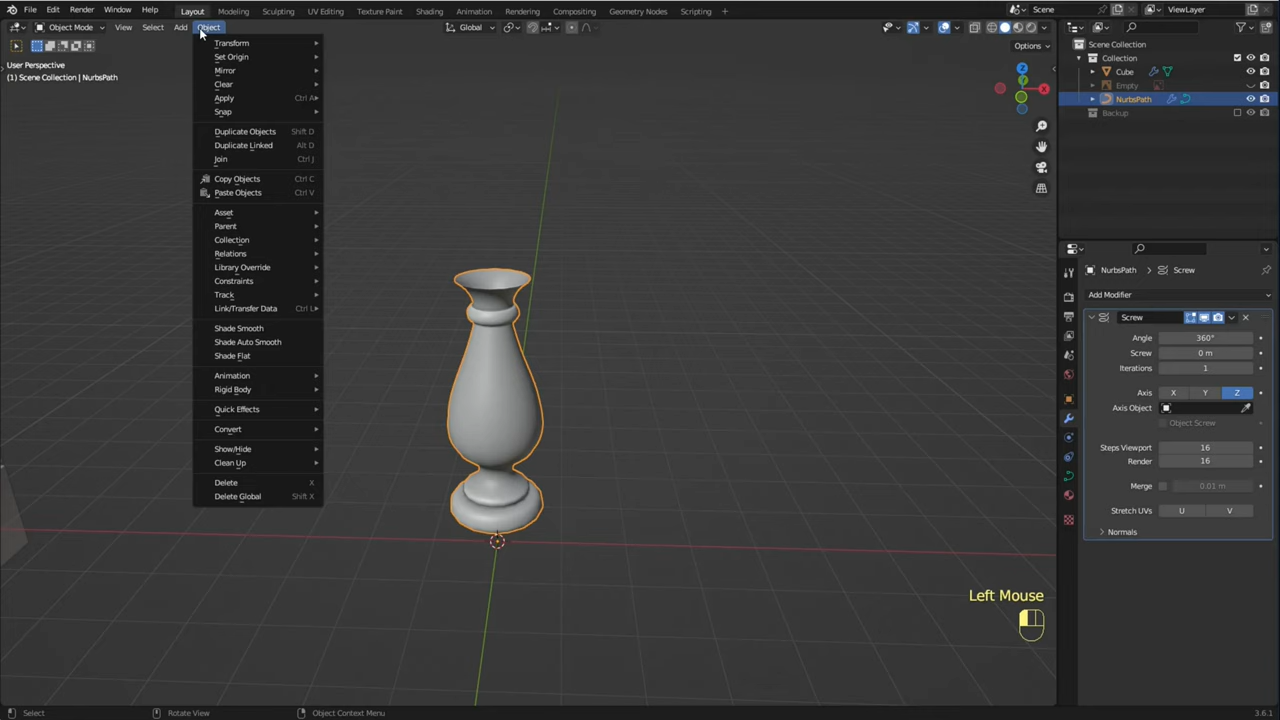 File Edit Render Window Help Layout Modeling Sculpting UV Editing Texture Paint Shading Animation Rendering Compositing Geometry Nodes Scripting Scene ViewLayer
Object Mode View Select Add Object Global
Options
User Perspective
(1) Scene Collection | NurbsPath
Transform
Set Origin
Mirror
Clear
Apply Ctrl A
Snap
Duplicate Objects Shift D
Duplicate Linked Alt D
Join Ctrl J
Copy Objects Ctrl C
Paste Objects Ctrl V
Asset
Parent
Collection
Relations
Library Override
Constraints
Track
Link/Transfer Data Ctrl L
Shade Smooth
Shade Auto Smooth
Shade Flat
Animation
Rigid Body
Quick Effects
Convert
Show/Hide
Clean Up
Delete X
Delete Global Shift X
Z
Y
X
Scene Collection
Collection
Cube
Empty
NurbsPath
Backup
NurbsPath > Screw
Add Modifier
Screw
Angle 360°
Screw 0 m
Iterations 1
Axis X Y Z
Axis Object
Object Screw
Steps Viewport 16
Render 16
Merge 0.01 m
Stretch UVs U V
Normals
Left Mouse
Select Rotate View Object Context Menu 3.6.1